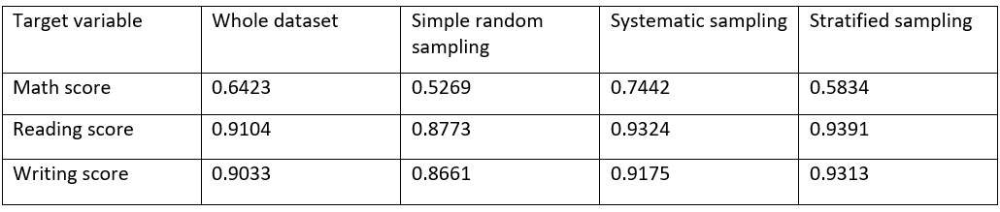 Target variable Whole dataset Simple random sampling Systematic sampling Stratified sampling
Math score 0.6423 0.5269 0.7442 0.5834
Reading score 0.9104 0.8773 0.9324 0.9391
Writing score 0.9033 0.8661 0.9175 0.9313